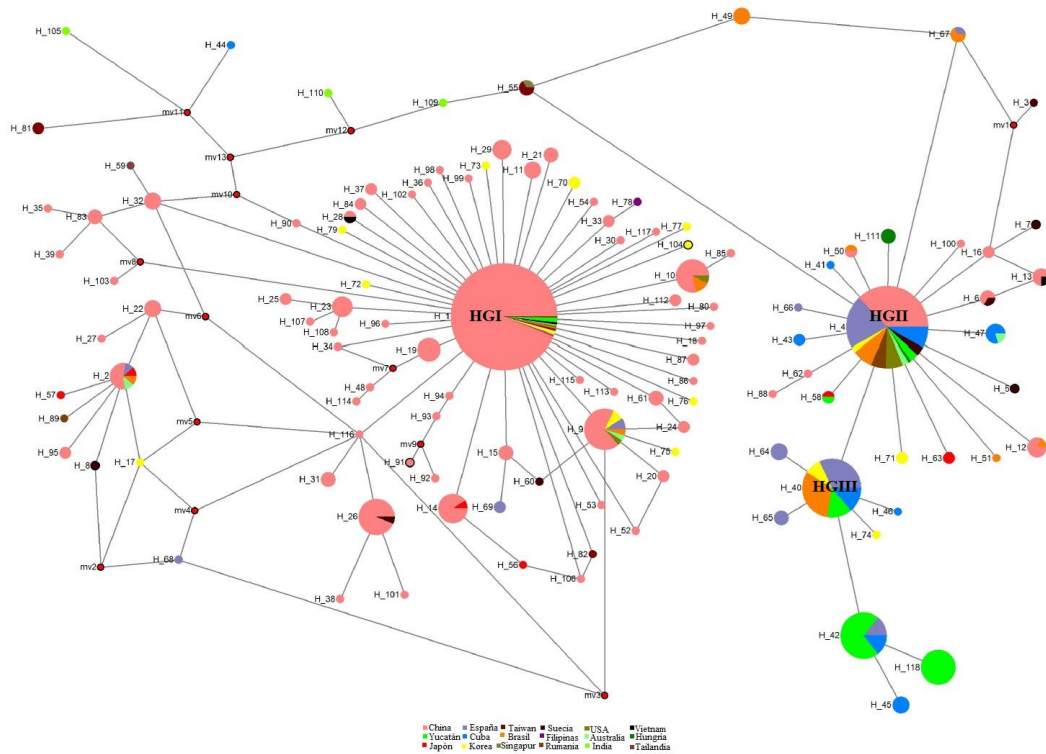 H_49
H_67
H_105
H_44
H_110
H_55
H_109
mv11
H_3
H_81
mv12
mv1
mv13
H_29
H_21
H_59
H_98
H_73
H_11
H_36
H_99
H_70
mv10
H_37
H_102
H_32
H_84
H_54
H_78
H_35
H_83
H_28
H_33
H_90
H_79
H_77
H_7
H_117
H_30
H_111
H_104
H_100
H_50
H_16
H_39
H_85
mv8
H_41
H_10
H_103
H_13
H_72
H_25
H_112
H_6
H_23
H_80
H_66
H_22
H_107
H_96
H_1
HGI
H_97
H_4
HGII
mv6
H_108
H_18
H_43
H_47
H_27
H_34
H_19
H_87
mv7
H_62
H_2
H_115
H_86
H_5
H_48
H_113
H_88
H_57
H_114
H_94
H_61
H_76
H_58
H_89
mv5
H_93
H_24
H_116
H_9
H_12
mv9
H_95
H_15
H_75
H_64
H_71
H_63
H_51
H_17
H_91
H_8
H_92
H_20
H_31
H_60
H_40
HGIII
H_69
H_53
mv4
H_14
H_46
H_26
H_65
H_52
H_74
H_82
H_68
H_56
mv2
H_106
H_38
H_101
H_42
H_118
mv3
H_45
China España Taiwan Suecia USA Vietnam
Yucatán Cuba Brasil Filipinas Australia Hungria
Japón Korea Singapur Rumania India Tailandia